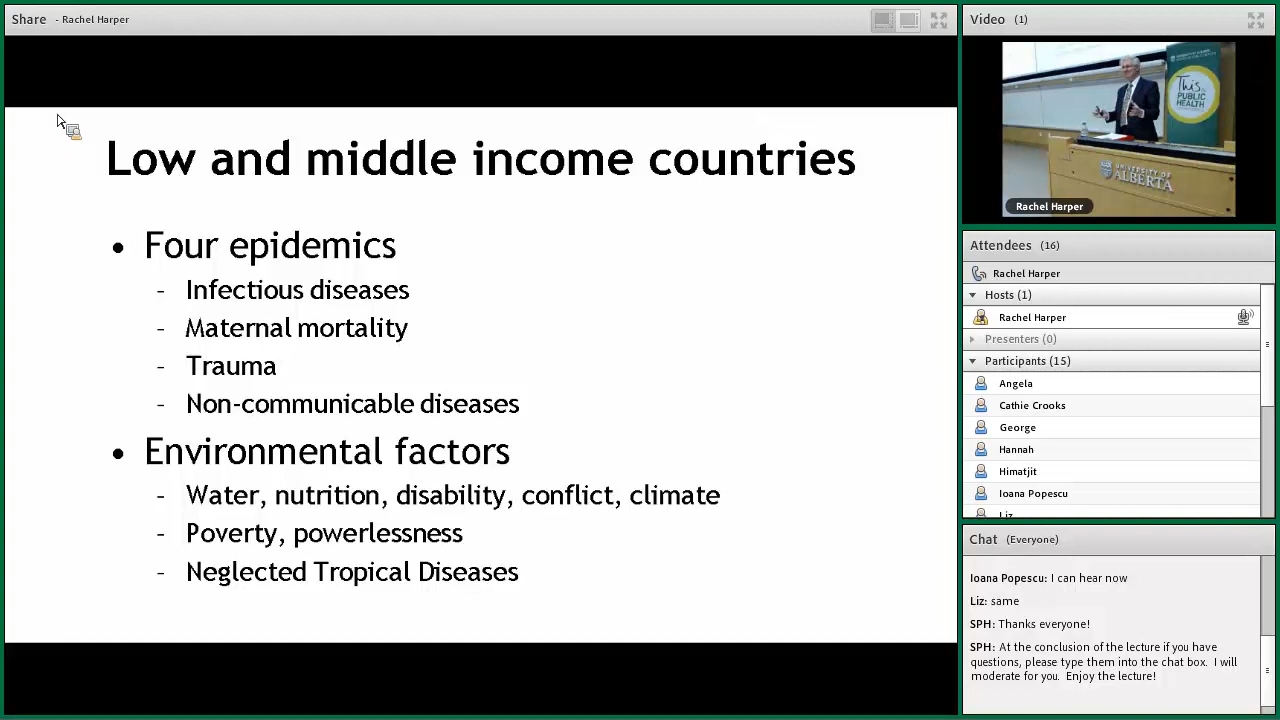 Share - Rachel Harper
Low and middle income countries
• Four epidemics
- Infectious diseases
- Maternal mortality
- Trauma
- Non-communicable diseases
• Environmental factors
- Water, nutrition, disability, conflict, climate
- Poverty, powerlessness
- Neglected Tropical Diseases
Video (1)
This is
PUBLIC
HEALTH
UNIVERSITY OF
ALBERTA
Rachel Harper
Attendees (16)
Rachel Harper
Hosts (1)
Rachel Harper
Presenters (0)
Participants (15)
Angela
Cathie Crooks
George
Hannah
Himatjit
Ioana Popescu
Liz
Chat (Everyone)
Ioana Popescu: I can hear now
Liz: same
SPH: Thanks everyone!
SPH: At the conclusion of the lecture if you have
questions, please type them into the chat box. I will
moderate for you. Enjoy the lecture!